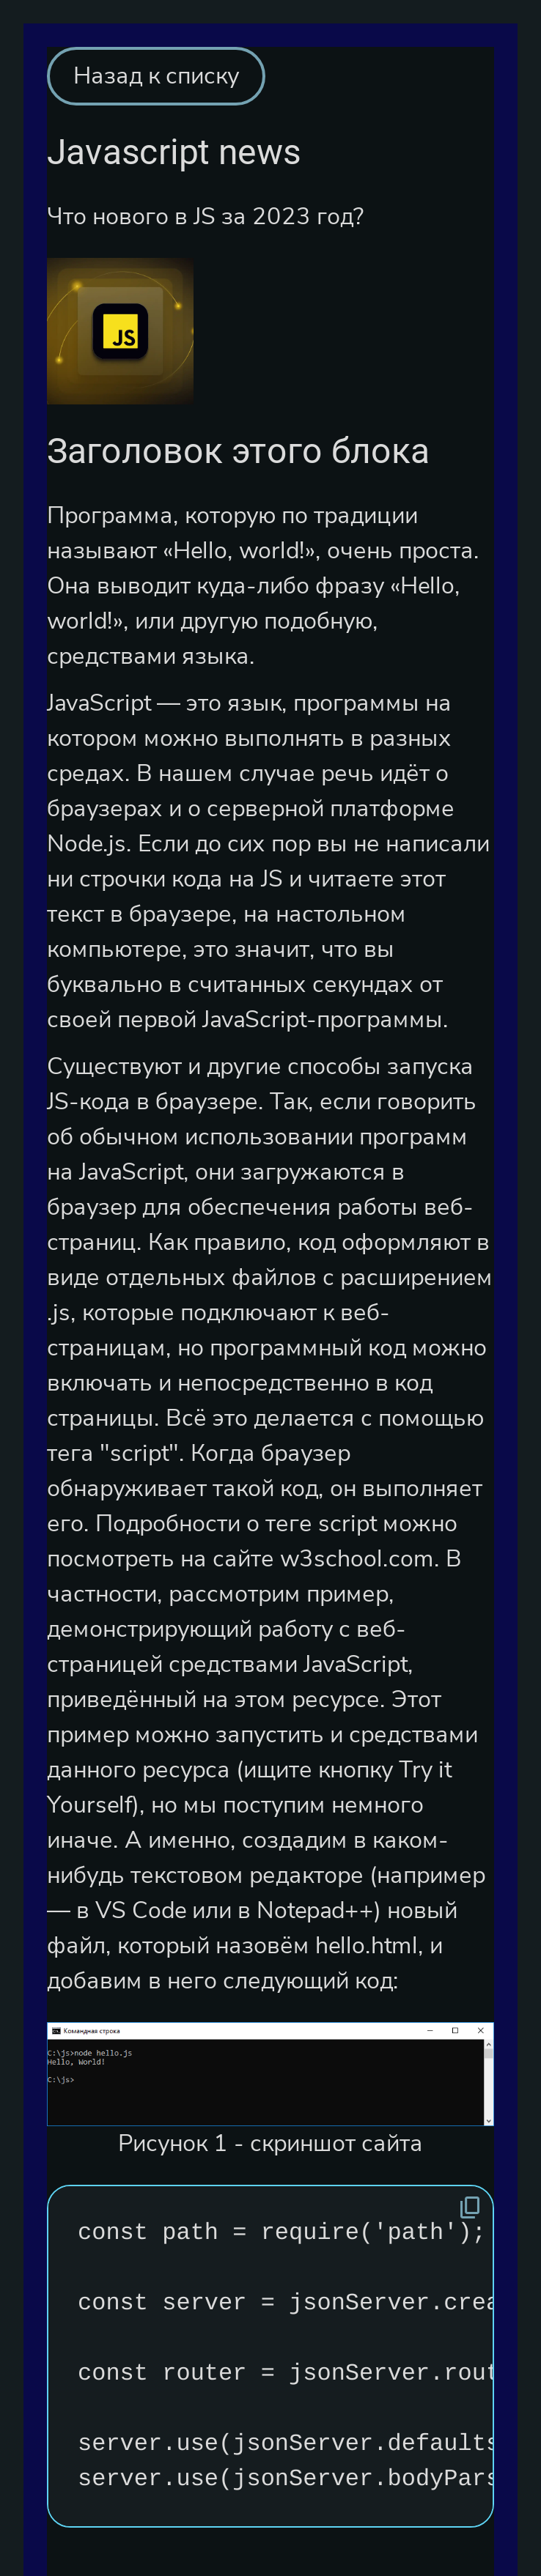 Назад к списку
Javascript news
Что нового в JS за 2023 год?
JS
Заголовок этого блока
Программа, которую по традиции
называют «Hello, world!», очень проста.
Она выводит куда-либо фразу «Hello,
world!», или другую подобную,
средствами языка.
JavaScript — это язык, программы на
котором можно выполнять в разных
средах. В нашем случае речь идёт о
браузерах и о серверной платформе
Node.js. Если до сих пор вы не написали
ни строчки кода на JS и читаете этот
текст в браузере, на настольном
компьютере, это значит, что вы
буквально в считанных секундах от
своей первой JavaScript-программы.
Существуют и другие способы запуска
JS-кода в браузере. Так, если говорить
об обычном использовании программ
на JavaScript, они загружаются в
браузер для обеспечения работы веб-
страниц. Как правило, код оформляют в
виде отдельных файлов с расширением
.js, которые подключают к веб-
страницам, но программный код можно
включать и непосредственно в код
страницы. Всё это делается с помощью
тега "script". Когда браузер
обнаруживает такой код, он выполняет
его. Подробности о теге script можно
посмотреть на сайте w3school.com. В
частности, рассмотрим пример,
демонстрирующий работу с веб-
страницей средствами JavaScript,
приведённый на этом ресурсе. Этот
пример можно запустить и средствами
данного ресурса (ищите кнопку Try it
Yourself), но мы поступим немного
иначе. А именно, создадим в каком-
нибудь текстовом редакторе (например
— в VS Code или в Notepad++) новый
файл, который назовём hello.html, и
добавим в него следующий код:
Командная строка
C:\js>node hello.js
Hello, World!
C:\js>
Рисунок 1 - скриншот сайта
const path = require('path');
const server = jsonServer.crea
const router = jsonServer.rout
server.use(jsonServer.defaults
server.use(jsonServer.bodyPars